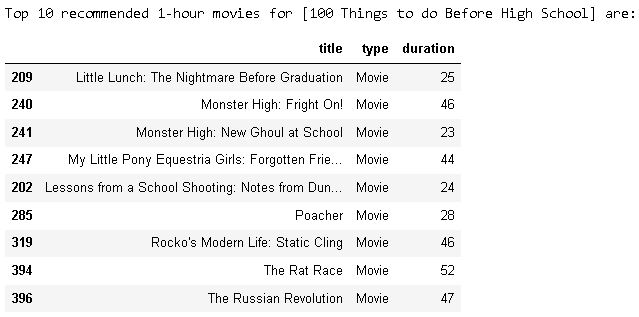 Top 10 recommended 1-hour movies for [100 Things to do Before High School] are:
title type duration
209 Little Lunch: The Nightmare Before Graduation Movie 25
240 Monster High: Fright On! Movie 46
241 Monster High: New Ghoul at School Movie 23
247 My Little Pony Equestria Girls: Forgotten Frie... Movie 44
202 Lessons from a School Shooting: Notes from Dun... Movie 24
285 Poacher Movie 28
319 Rocko's Modern Life: Static Cling Movie 46
394 The Rat Race Movie 52
396 The Russian Revolution Movie 47